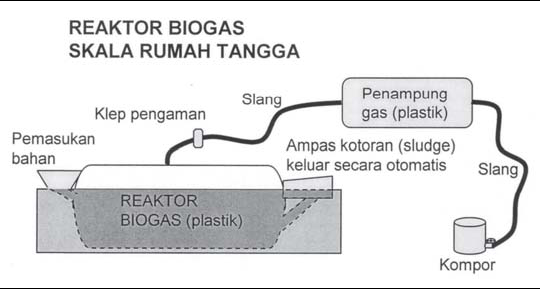 REAKTOR BIOGAS
SKALA RUMAH TANGGA
Penampung
gas (plastik)
Slang
Klep pengaman
Pemasukan
bahan
Ampas kotoran (sludge)
keluar secara otomatis
Slang
REAKTOR
BIOGAS (plastik)
Kompor